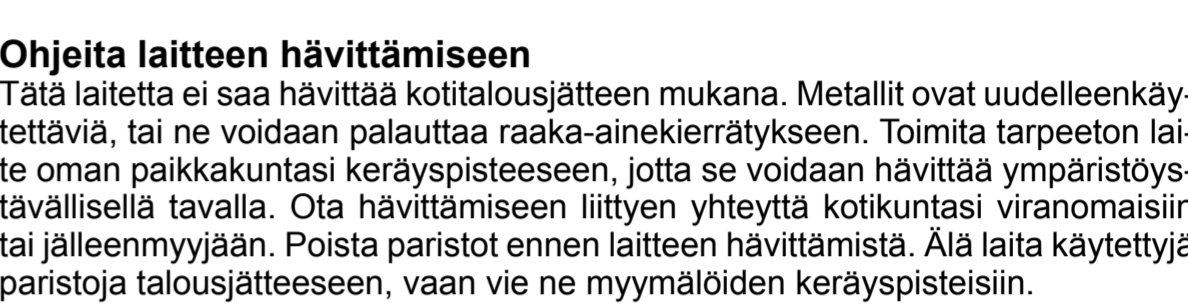 Ohjeita laitteen hävittämiseen
Tätä laitetta ei saa hävittää kotitalousjätteen mukana. Metallit ovat uudelleenkäy-
tettäviä, tai ne voidaan palauttaa raaka-ainekierrätykseen. Toimita tarpeeton lai-
te oman paikkakuntasi keräyspisteeseen, jotta se voidaan hävittää ympäristöys-
tävällisellä tavalla. Ota hävittämiseen liittyen yhteyttä kotikuntasi viranomaisiin
tai jälleenmyyjään. Poista paristot ennen laitteen hävittämistä. Älä laita käytettyjä
paristoja talousjätteeseen, vaan vie ne myymälöiden keräyspisteisiin.